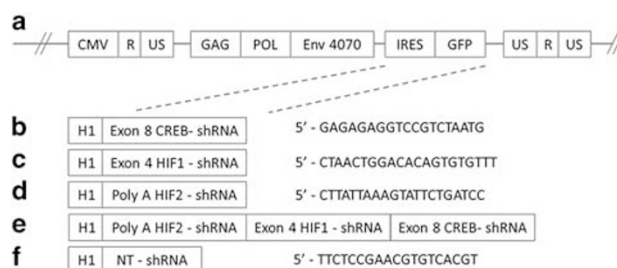 a
CMV R US GAG POL Env 4070 IRES GFP US R US
b H1 Exon 8 CREB- shRNA 5' - GAGAGAGGTCCGTCTAATG
c H1 Exon 4 HIF1 - shRNA 5' - CTAACTGGACACAGTGTGTTT
d H1 Poly A HIF2 - shRNA 5' - CTTATTAAAGTATTCTGATCC
e H1 Poly A HIF2 - shRNA Exon 4 HIF1 - shRNA Exon 8 CREB- shRNA
f H1 NT - shRNA 5' - TTCTCCGAACGTGTCACGT